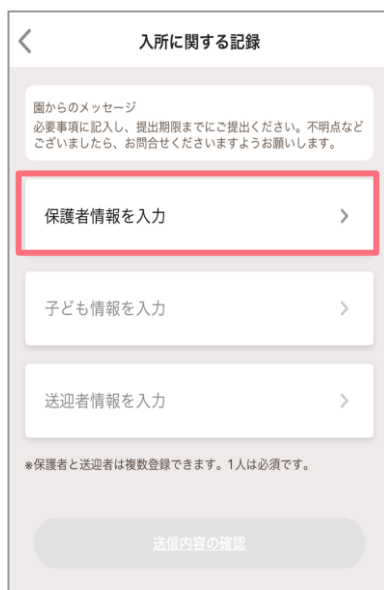 入所に関する記録
園からのメッセージ
必要事項に記入し、提出期限までにご提出ください。不明点など
ございましたら、お問合せくださいますようお願いします。
保護者情報を入力
子ども情報を入力
送迎者情報を入力
※保護者と送迎者は複数登録できます。1人は必須です。
送信内容の確認